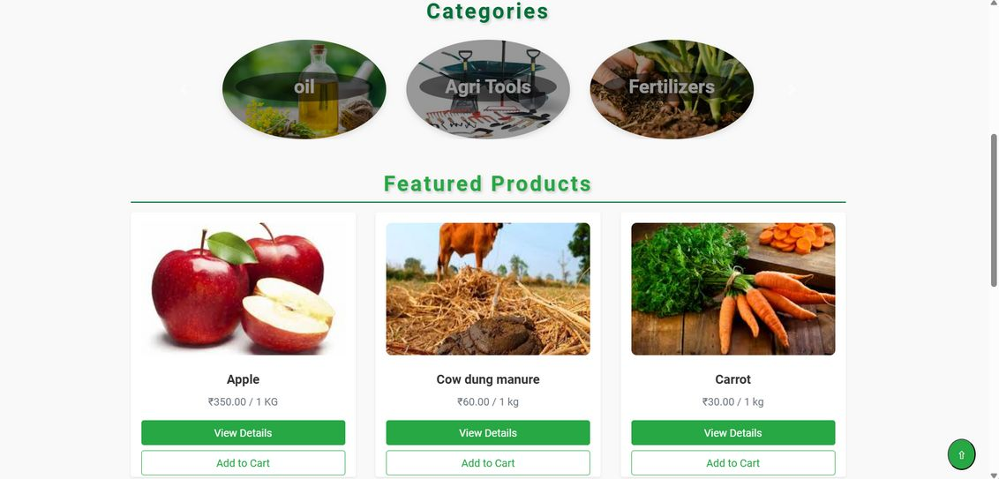 Categories
oil
Agri Tools
Fertilizers
Featured Products
Apple
₹350.00 / 1 KG
View Details
Add to Cart
Cow dung manure
₹60.00 / 1 kg
View Details
Add to Cart
Carrot
₹30.00 / 1 kg
View Details
Add to Cart
⇧